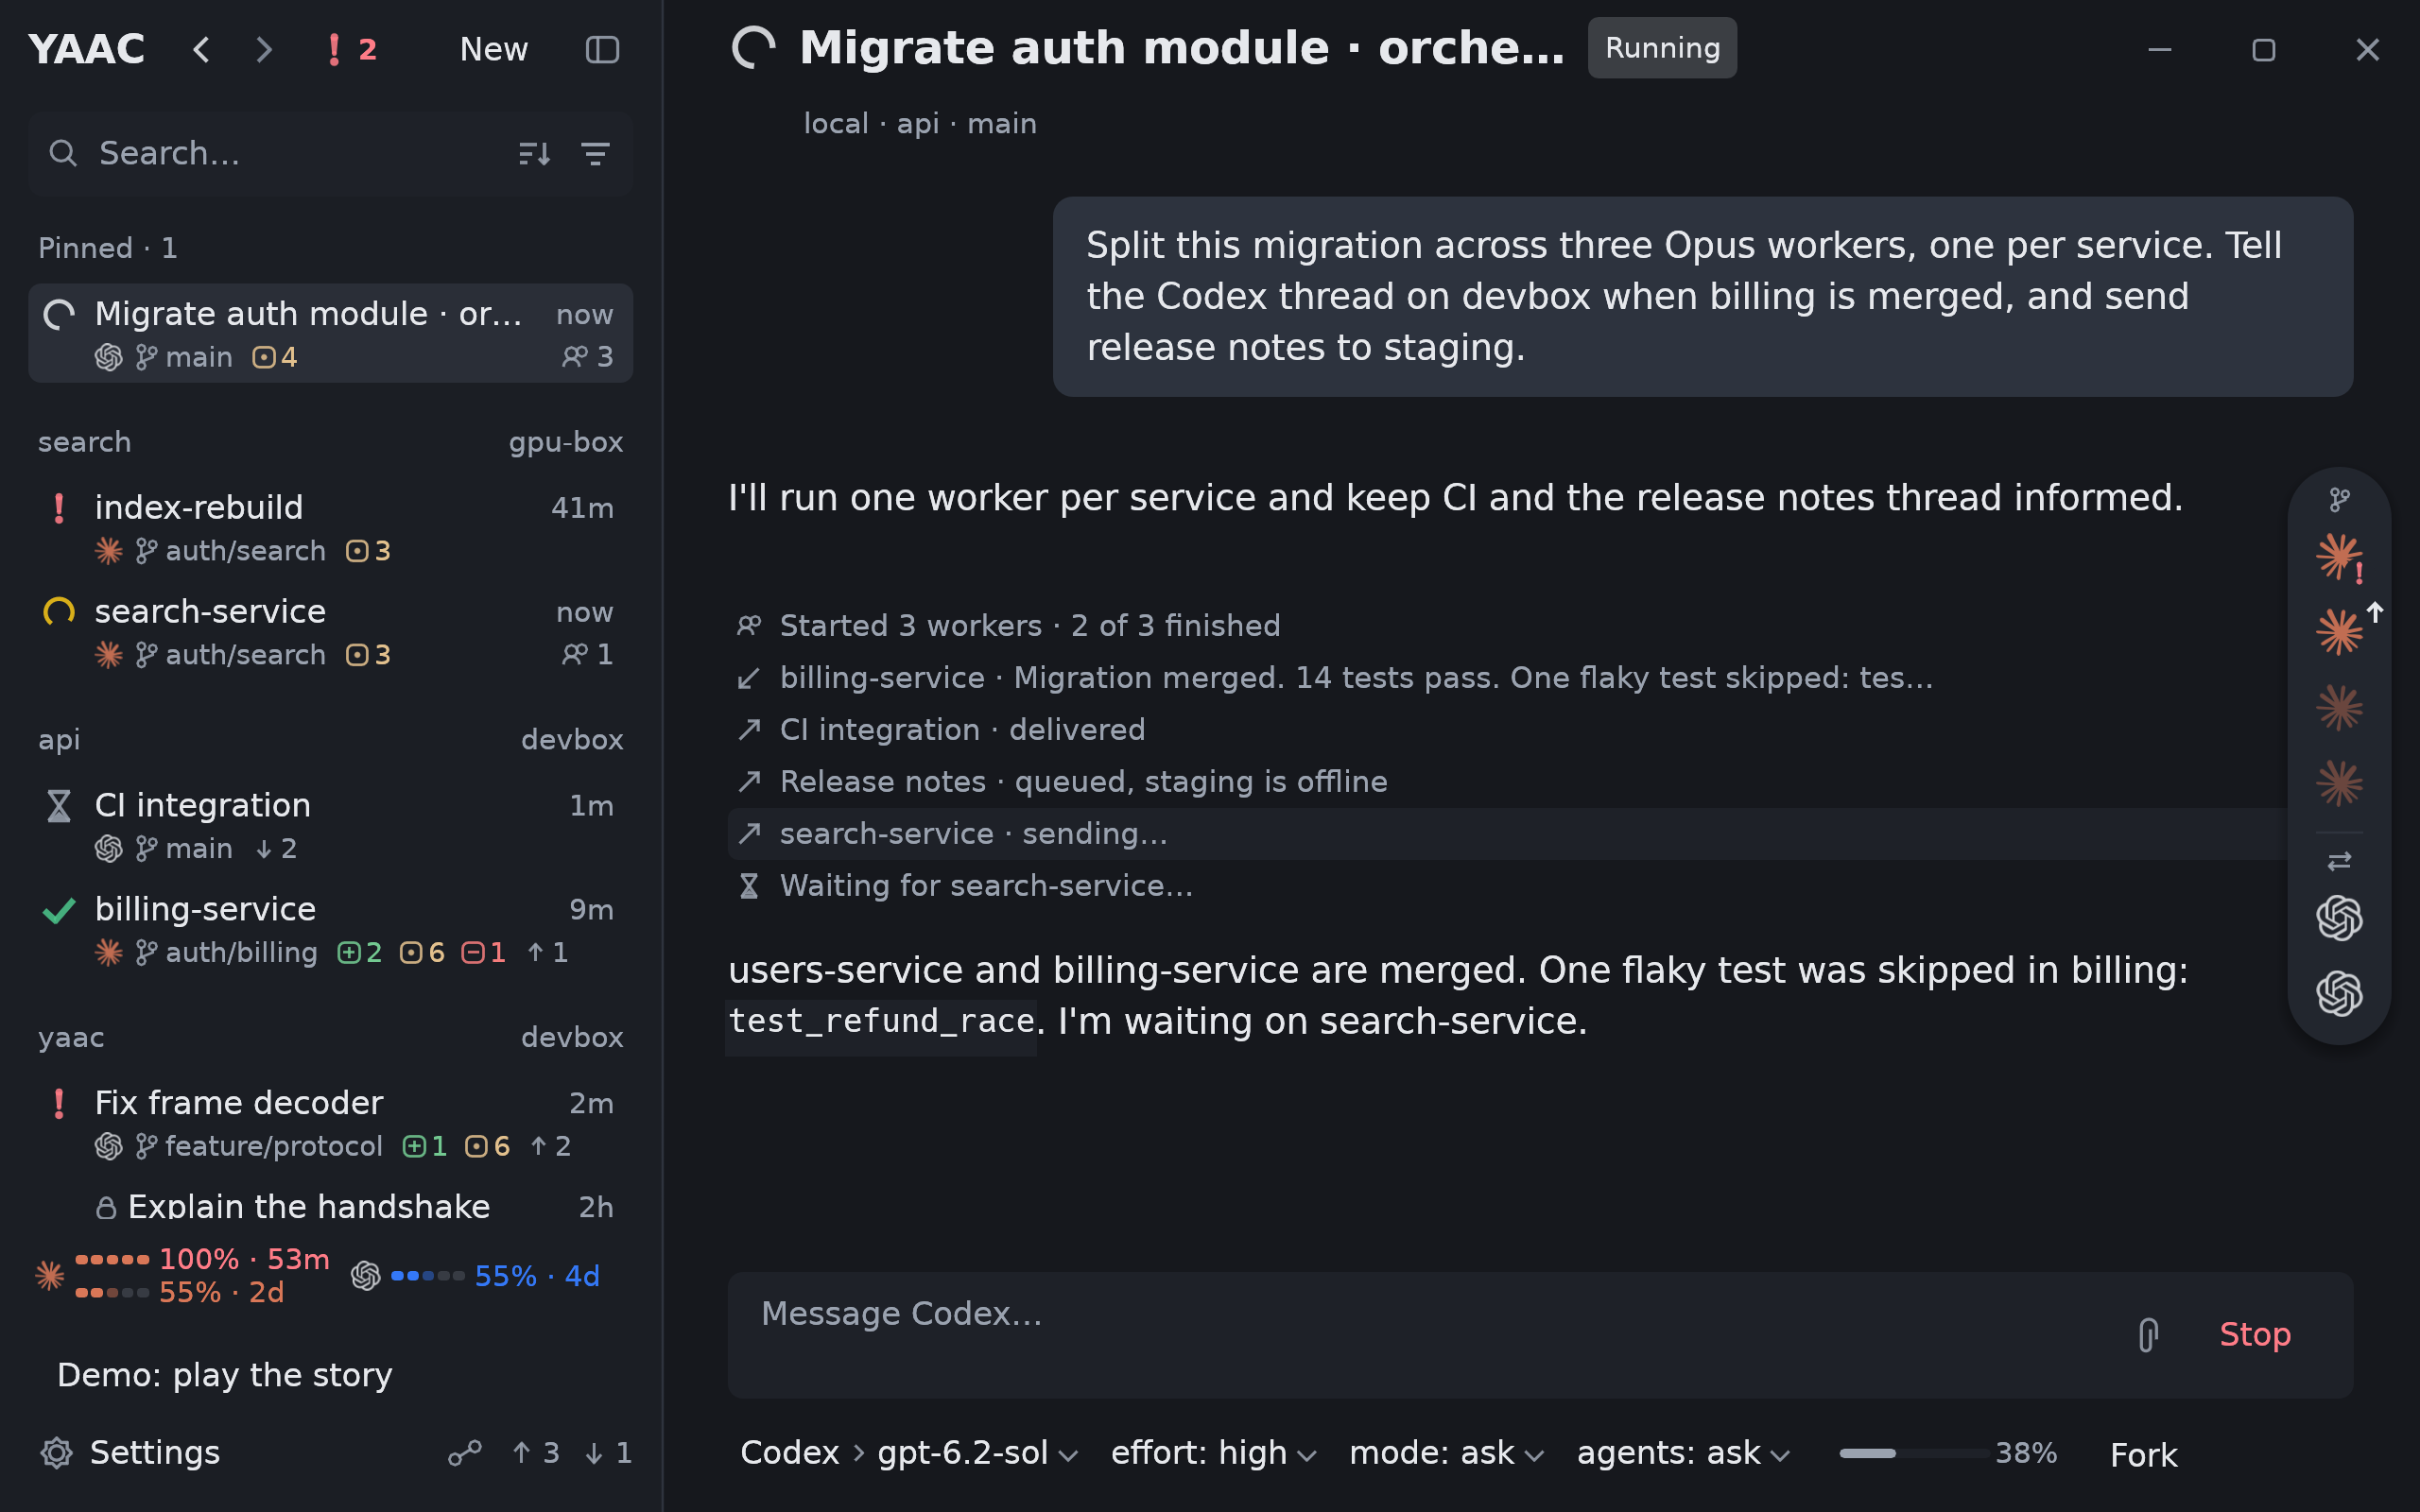 YAAC
2
New
Search...
Pinned · 1
Migrate auth module · or... now
main 4 3
search gpu-box
index-rebuild 41m
auth/search 3
search-service now
auth/search 3 1
api devbox
CI integration 1m
main ↓ 2
billing-service 9m
auth/billing 2 6 1 ↑ 1
yaac devbox
Fix frame decoder 2m
feature/protocol 1 6 ↑ 2
Explain the handshake 2h
100% · 53m
55% · 2d
55% · 4d
Demo: play the story
Settings ↑ 3 ↓ 1
Migrate auth module · orche... Running
local · api · main
Split this migration across three Opus workers, one per service. Tell
the Codex thread on devbox when billing is merged, and send
release notes to staging.
I'll run one worker per service and keep CI and the release notes thread informed.
Started 3 workers · 2 of 3 finished
billing-service · Migration merged. 14 tests pass. One flaky test skipped: tes...
CI integration · delivered
Release notes · queued, staging is offline
search-service · sending...
Waiting for search-service...
users-service and billing-service are merged. One flaky test was skipped in billing:
test_refund_race. I'm waiting on search-service.
Message Codex...
Stop
Codex > gpt-6.2-sol effort: high mode: ask agents: ask 38% Fork